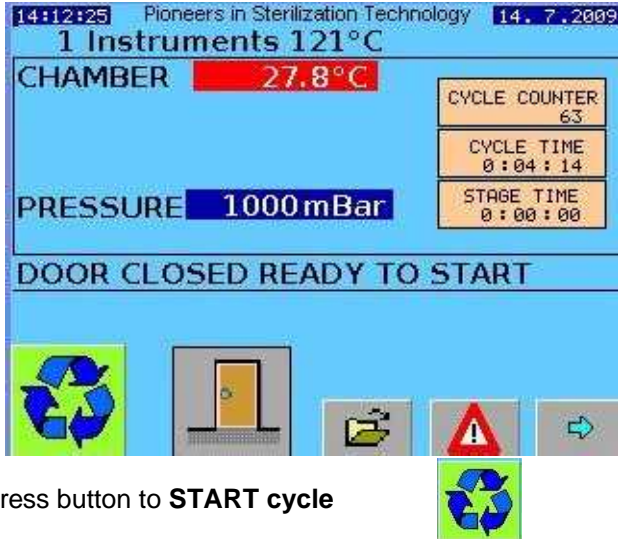 14:12:25 Pioneers in Sterilization Technology 14. 7.2009
1 Instruments 121°C
CHAMBER 27.8°C
CYCLE COUNTER
63
CYCLE TIME
0:04:14
PRESSURE 1000 mBar
STAGE TIME
0:00:00
DOOR CLOSED READY TO START
ress button to START cycle